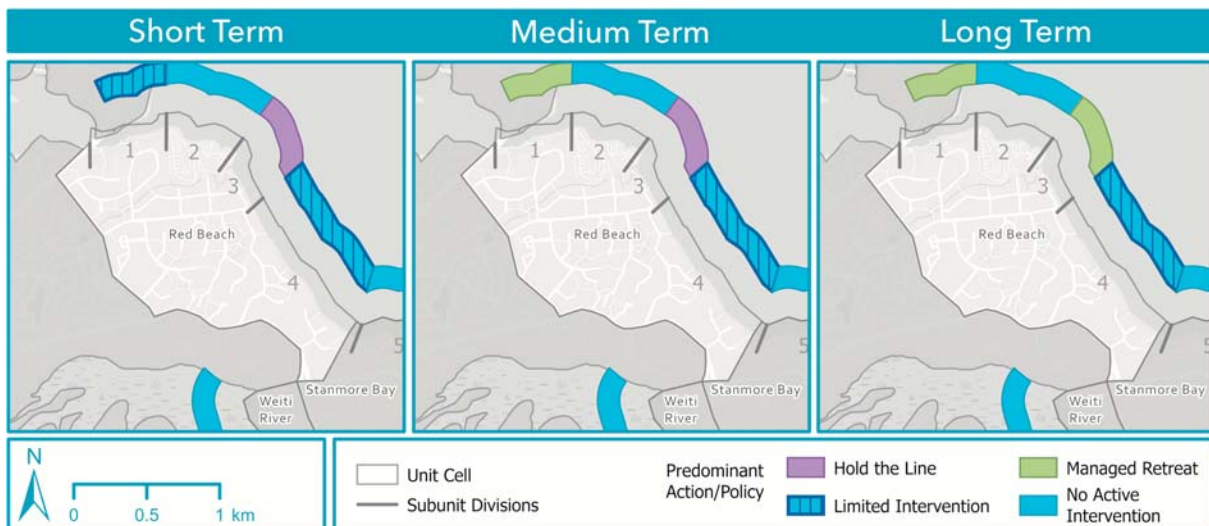 Short Term
Medium Term
Long Term
1
2
3
Red Beach
4
5
Stanmore Bay
Weiti
River
1
2
3
Red Beach
4
5
Stanmore Bay
Weiti
River
1
2
3
Red Beach
4
5
Stanmore Bay
Weiti
River
N
0 0.5 1 km
Unit Cell
Subunit Divisions
Predominant
Action/Policy
Hold the Line
Limited Intervention
Managed Retreat
No Active
Intervention